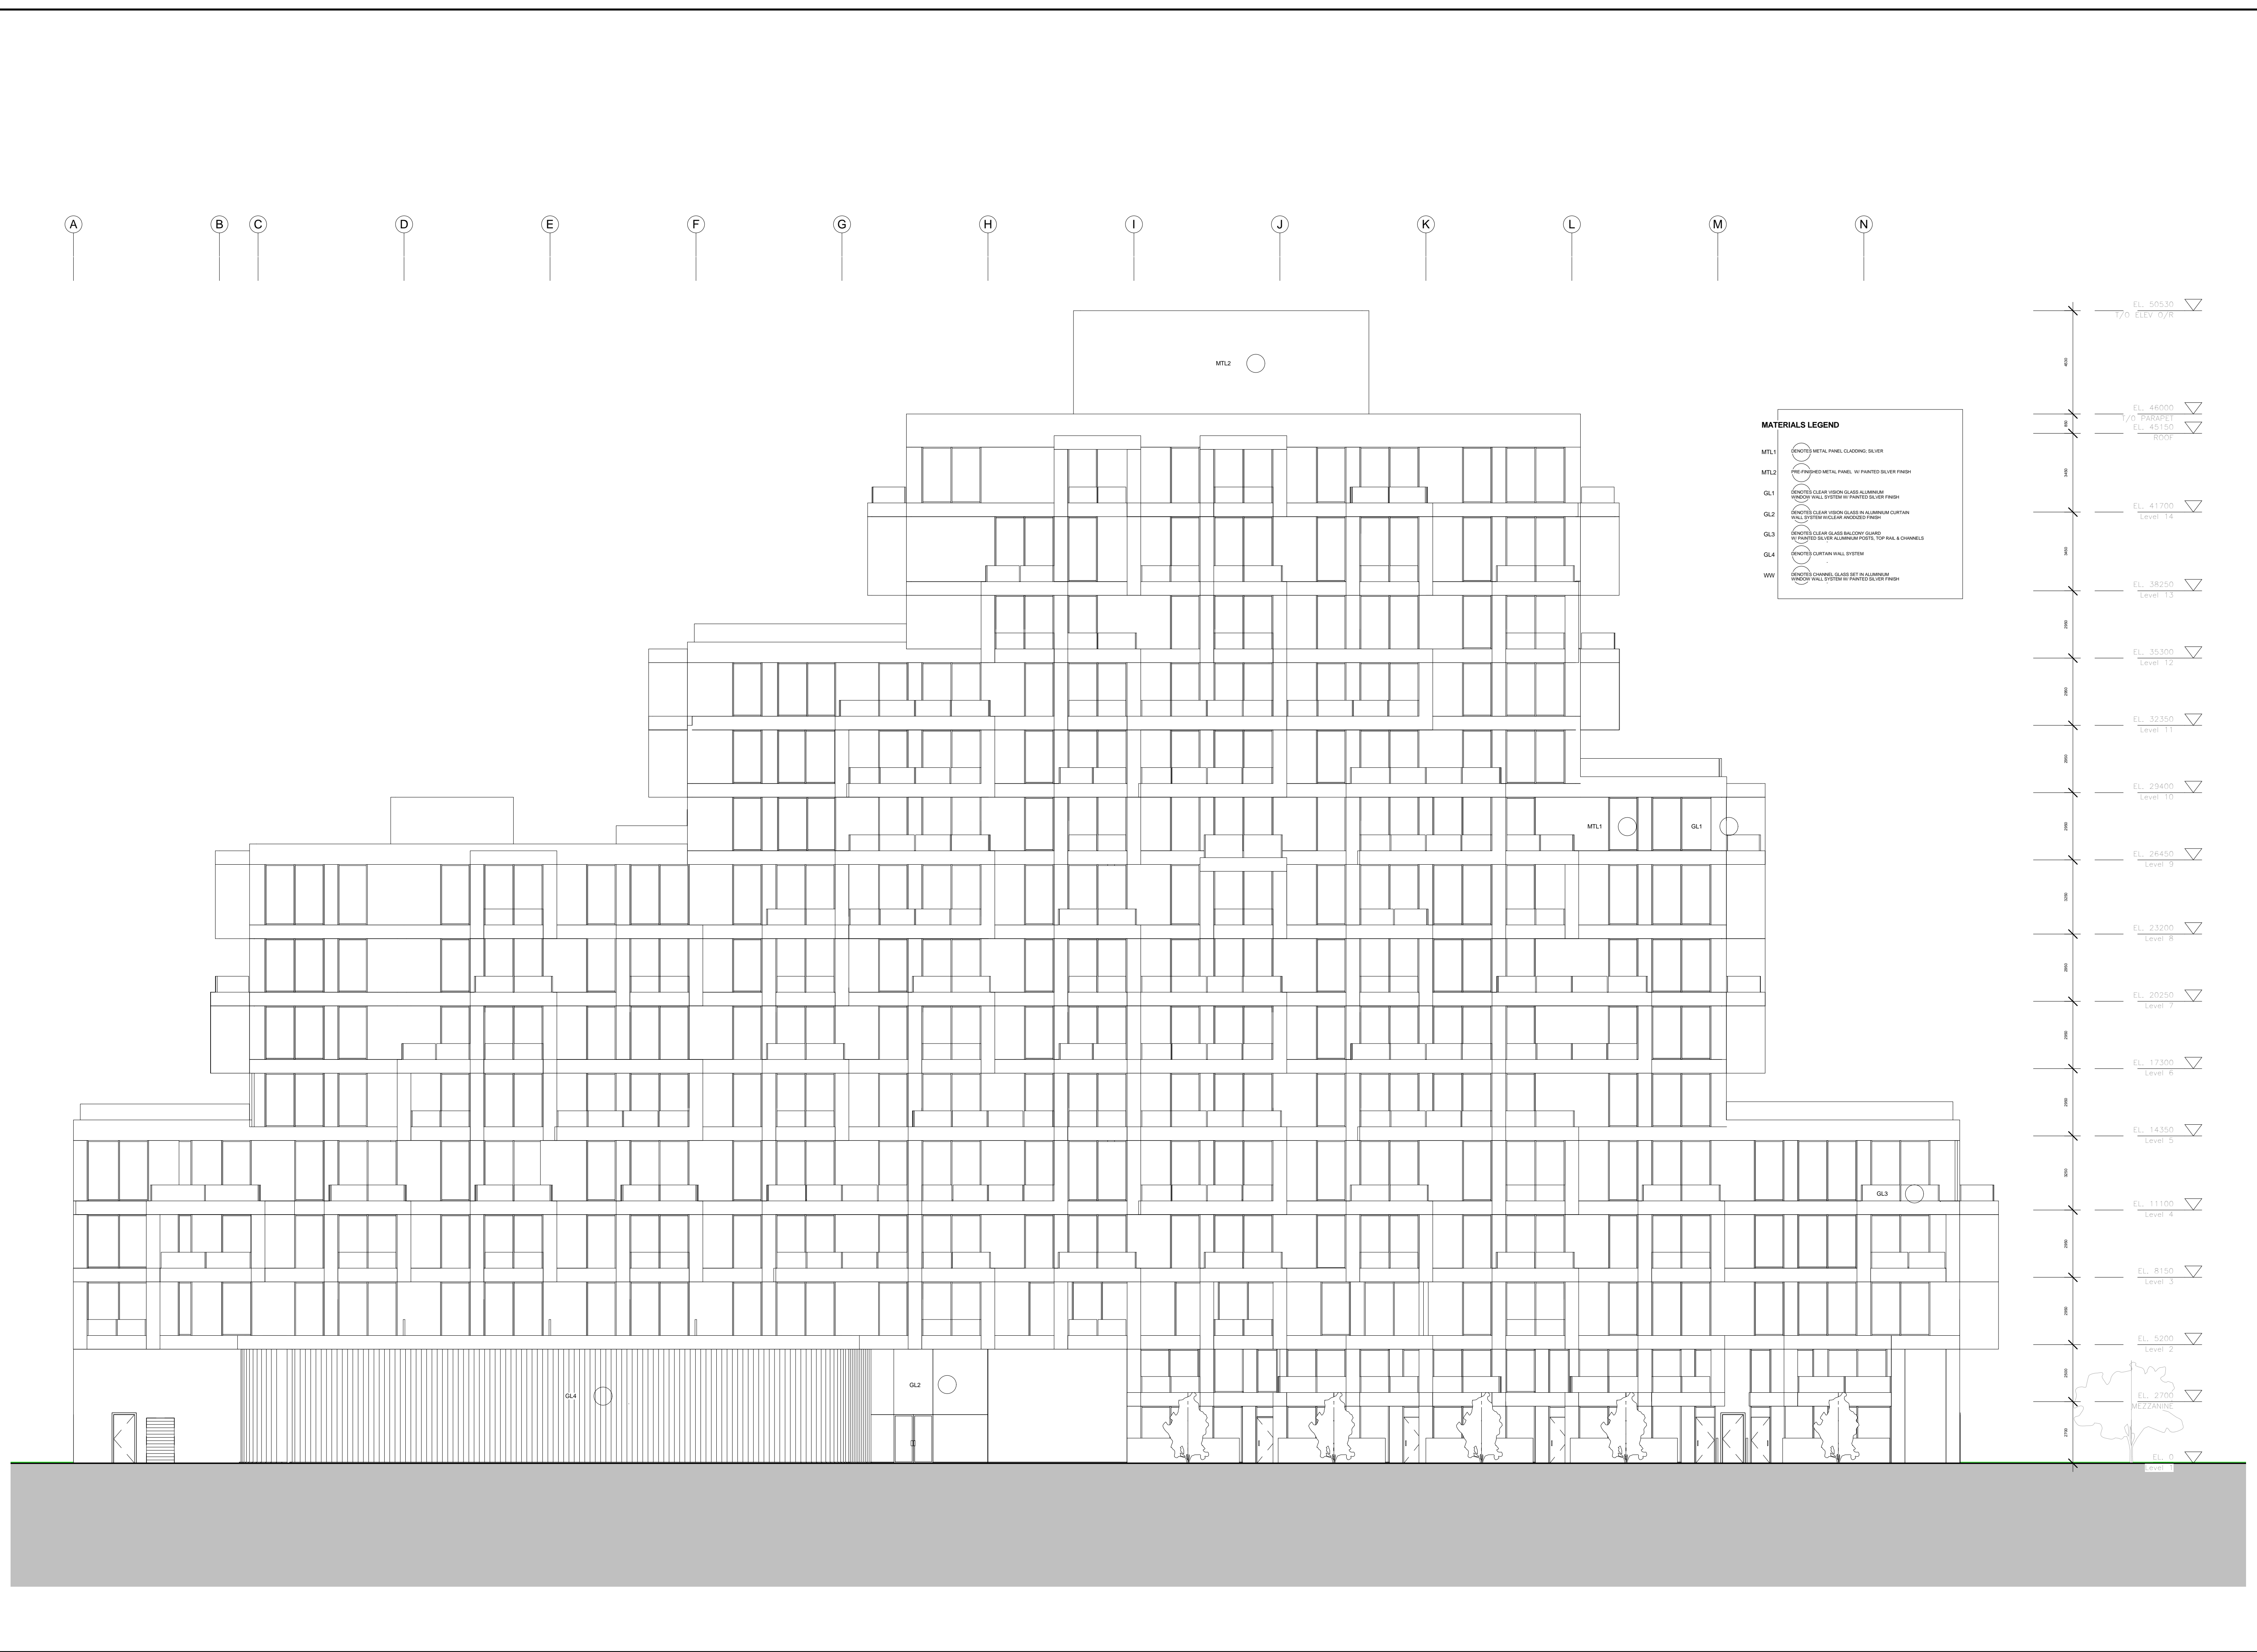 A B C D E F G H I J K L M N
EL. 50530
T/O ELEV O/R
MTL2
EL. 46000
T/O PARAPET
EL. 45150
ROOF
MATERIALS LEGEND
MTL1 DENOTES METAL PANEL CLADDING; SILVER
MTL2 PRE-FINISHED METAL PANEL W/ PAINTED SILVER FINISH
GL1 DENOTES CLEAR VISION GLASS ALUMINIUM
WINDOW WALL SYSTEM W/ PAINTED SILVER FINISH
GL2 DENOTES CLEAR VISION GLASS IN ALUMINIUM CURTAIN
WALL SYSTEM W/CLEAR ANODIZED FINISH
GL3 DENOTES CLEAR GLASS BALCONY GUARD
W/ PAINTED SILVER ALUMINIUM POSTS, TOP RAIL & CHANNELS
GL4 DENOTES CURTAIN WALL SYSTEM
WW DENOTES CHANNEL GLASS SET IN ALUMINIUM
WINDOW WALL SYSTEM W/ PAINTED SILVER FINISH
EL. 41700
Level 14
EL. 38250
Level 13
EL. 35300
Level 12
EL. 32350
Level 11
EL. 29400
Level 10
MTL1
GL1
EL. 26450
Level 9
EL. 23200
Level 8
EL. 20250
Level 7
EL. 17300
Level 6
EL. 14350
Level 5
GL3
EL. 11100
Level 4
EL. 8150
Level 3
EL. 5200
Level 2
GL2
GL4
EL. 2700
MEZZANINE
2700
EL. 0
Level 1